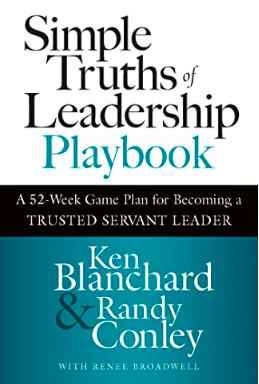 Simple
Truths of
Leadership
Playbook
A 52-Week Game Plan for Becoming a
TRUSTED SERVANT LEADER
Ken
Blanchard
& Randy
Conley
WITH RENEE BROADWELL